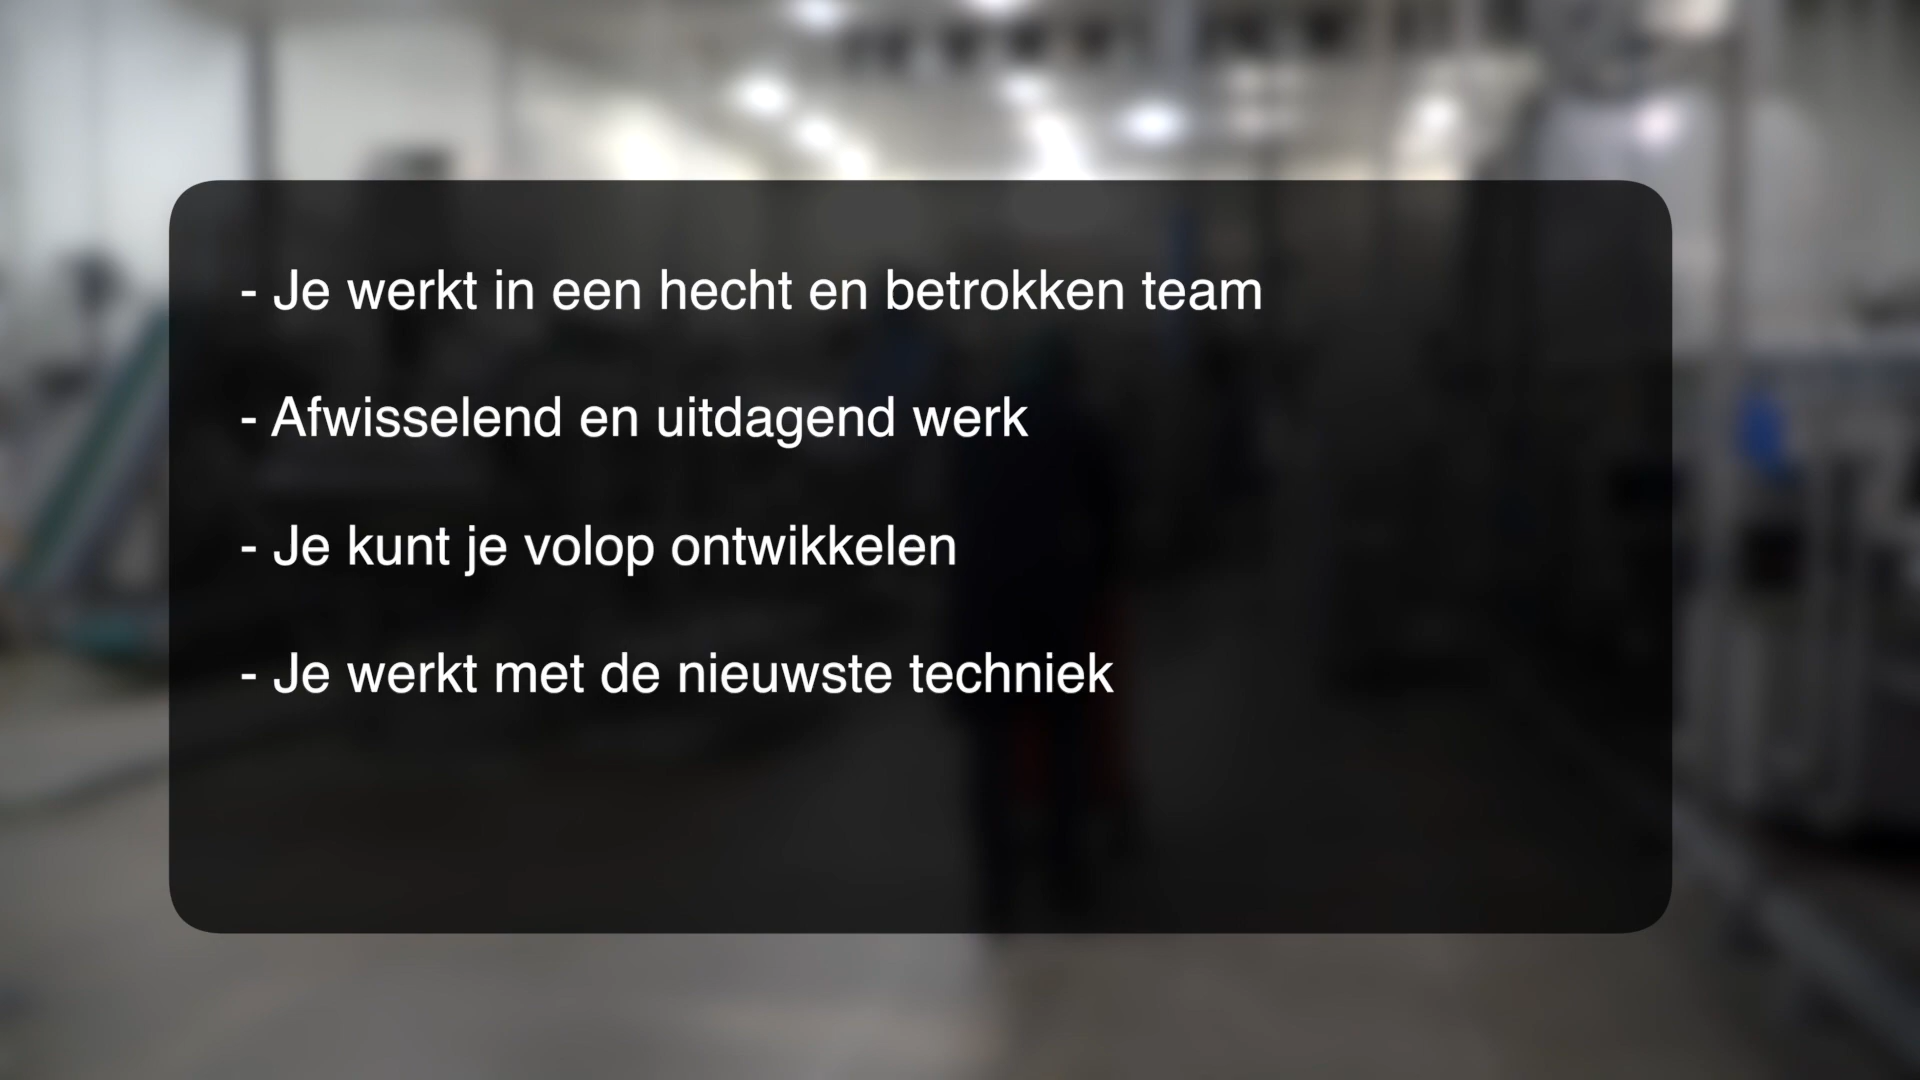 - Je werkt in een hecht en betrokken team
- Afwisselend en uitdagend werk
- Je kunt je volop ontwikkelen
- Je werkt met de nieuwste techniek